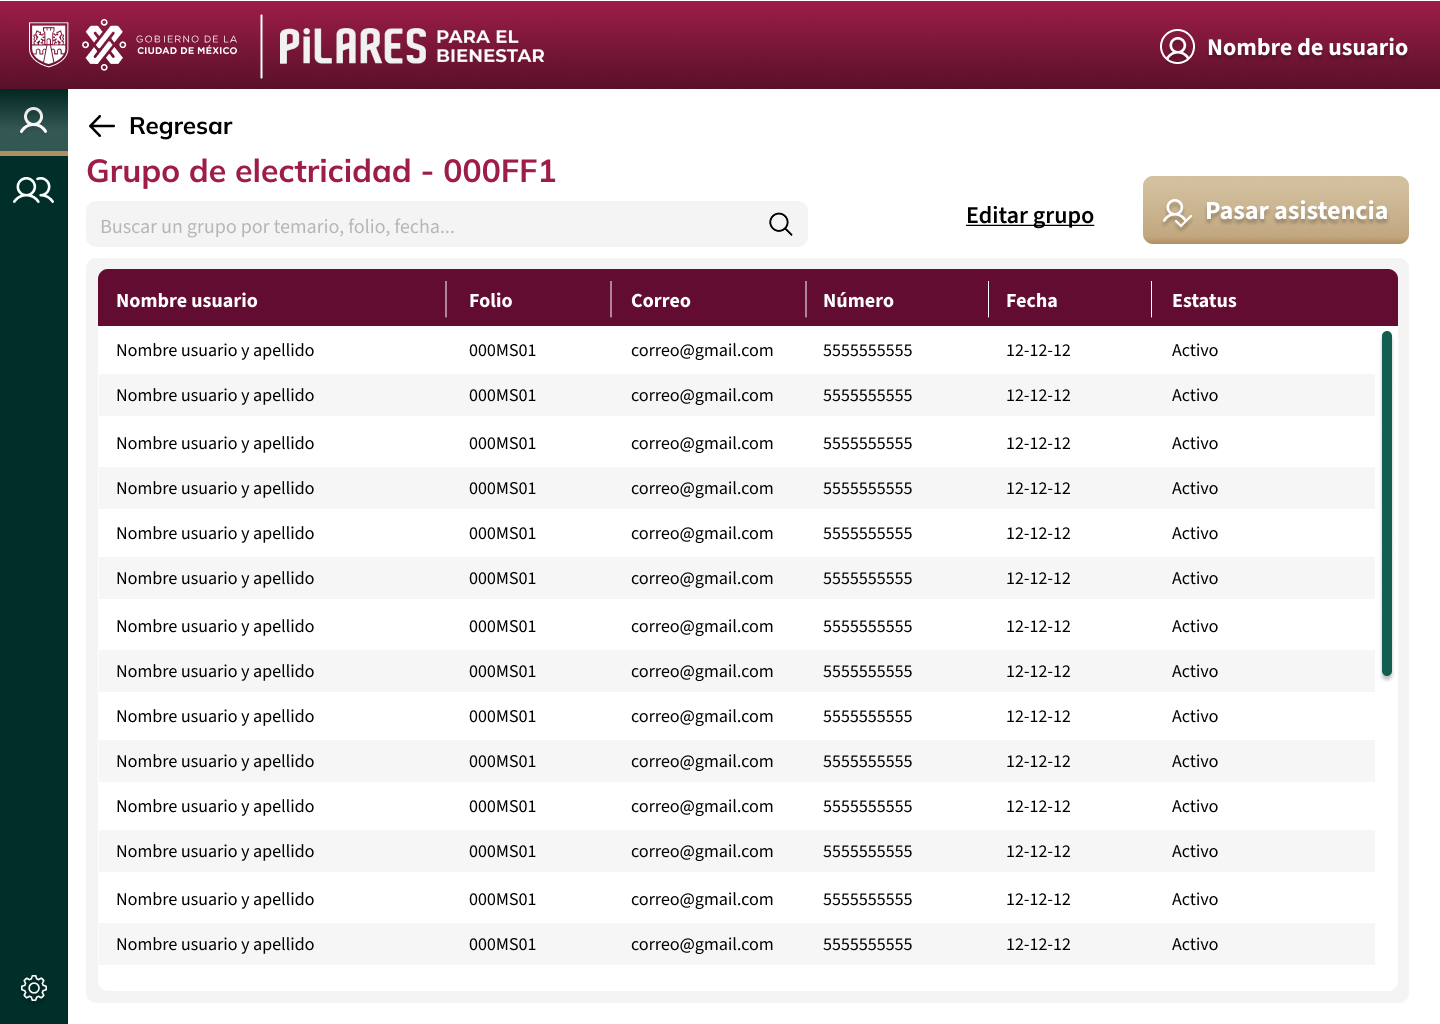 GOBIERNO DE LA
CIUDAD DE MÉXICO
PiLARES PARA EL
BIENESTAR
Nombre de usuario
Regresar
Grupo de electricidad - 000FF1
Buscar un grupo por temario, folio, fecha...
Editar grupo
Pasar asistencia
Nombre usuario Folio Correo Número Fecha Estatus
Nombre usuario y apellido 000MS01 correo@gmail.com 5555555555 12-12-12 Activo
Nombre usuario y apellido 000MS01 correo@gmail.com 5555555555 12-12-12 Activo
Nombre usuario y apellido 000MS01 correo@gmail.com 5555555555 12-12-12 Activo
Nombre usuario y apellido 000MS01 correo@gmail.com 5555555555 12-12-12 Activo
Nombre usuario y apellido 000MS01 correo@gmail.com 5555555555 12-12-12 Activo
Nombre usuario y apellido 000MS01 correo@gmail.com 5555555555 12-12-12 Activo
Nombre usuario y apellido 000MS01 correo@gmail.com 5555555555 12-12-12 Activo
Nombre usuario y apellido 000MS01 correo@gmail.com 5555555555 12-12-12 Activo
Nombre usuario y apellido 000MS01 correo@gmail.com 5555555555 12-12-12 Activo
Nombre usuario y apellido 000MS01 correo@gmail.com 5555555555 12-12-12 Activo
Nombre usuario y apellido 000MS01 correo@gmail.com 5555555555 12-12-12 Activo
Nombre usuario y apellido 000MS01 correo@gmail.com 5555555555 12-12-12 Activo
Nombre usuario y apellido 000MS01 correo@gmail.com 5555555555 12-12-12 Activo
Nombre usuario y apellido 000MS01 correo@gmail.com 5555555555 12-12-12 Activo